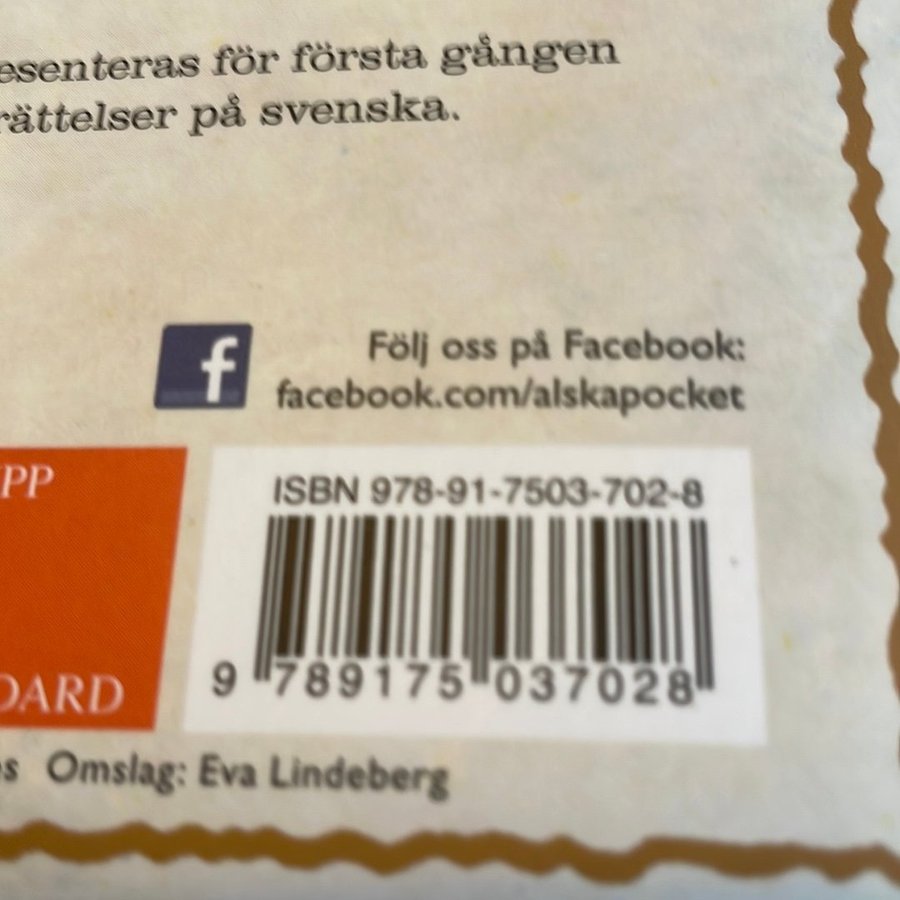 esenteras för första gången
rättelser på svenska.
f
Följ oss på Facebook:
facebook.com/alskapocket
PP
ISBN 978-91-7503-702-8
9 789175 037028
DARD
s Omslag: Eva Lindeberg